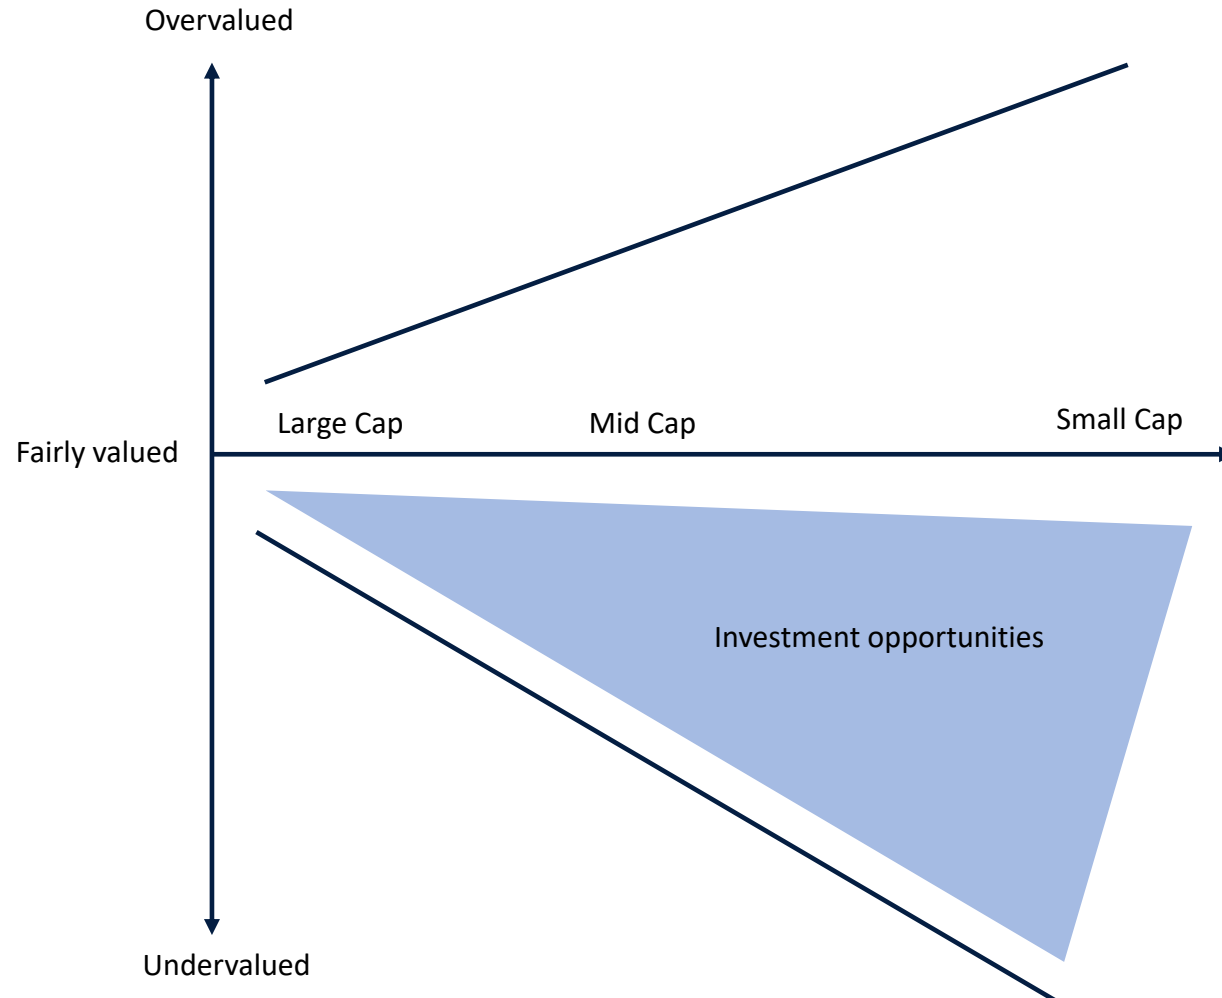 Overvalued
Large Cap
Mid Cap
Small Cap
Fairly valued
Investment opportunities
Undervalued